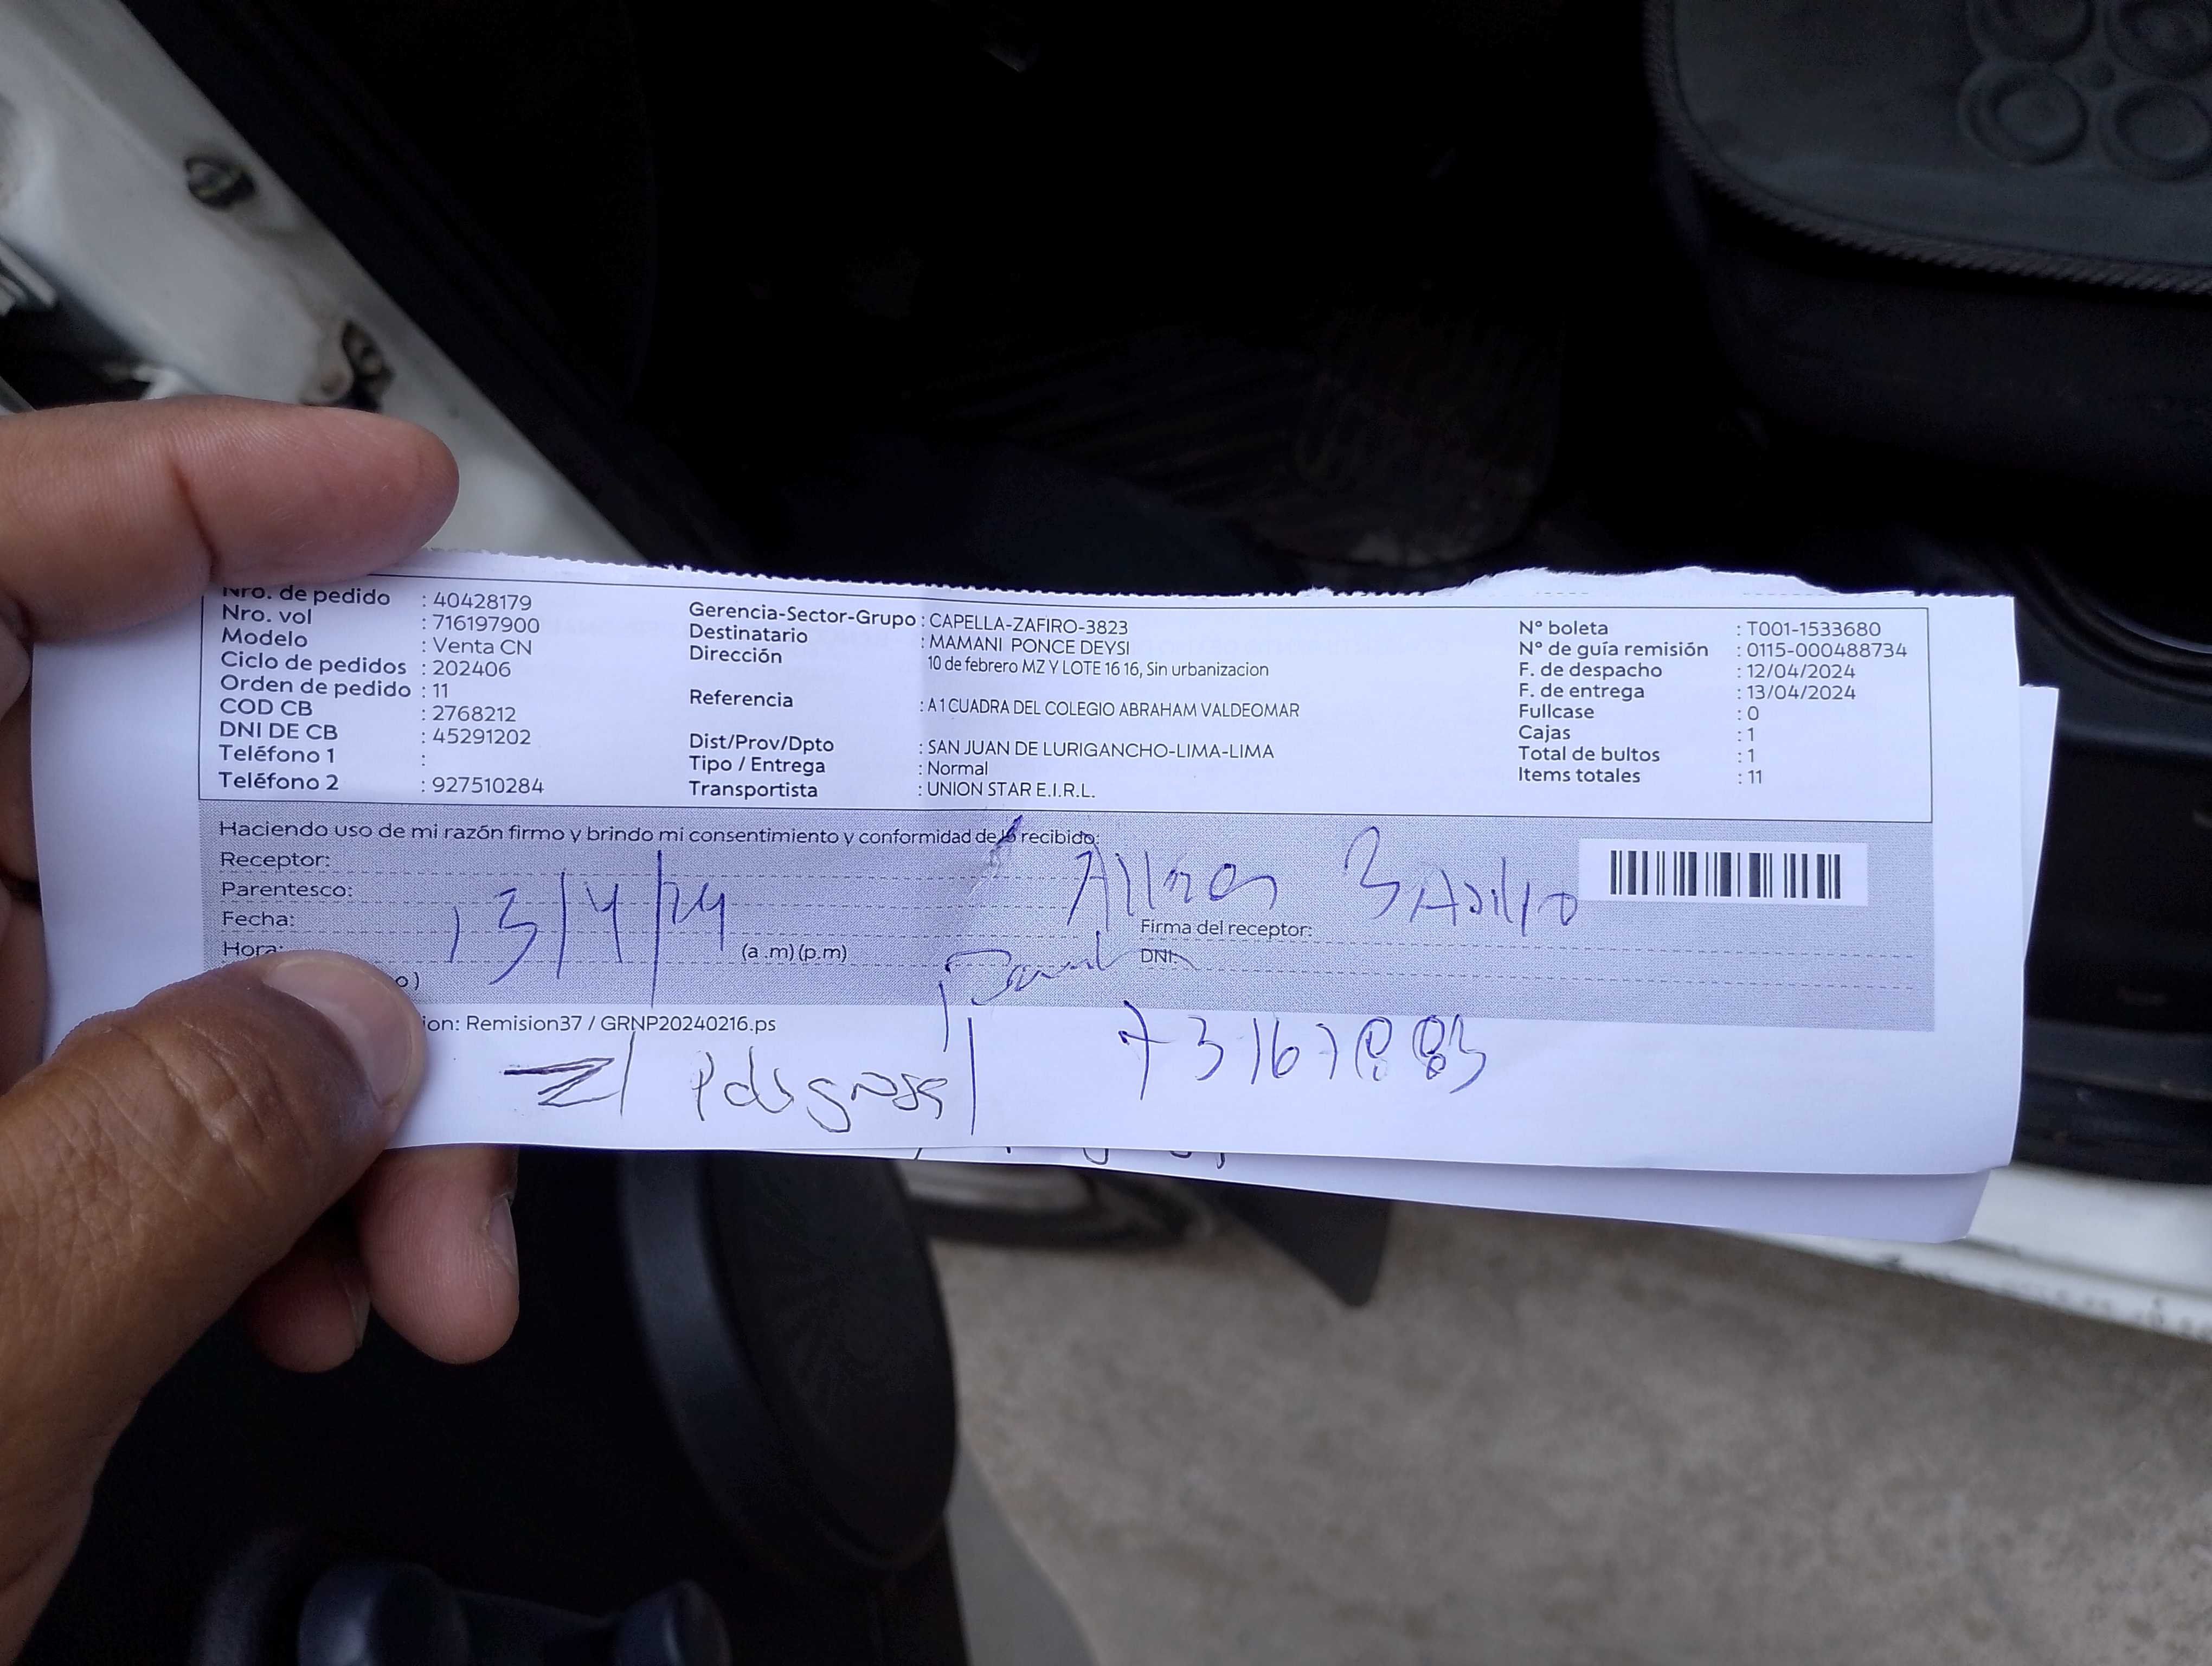 Nro. de pedido : 40428179
Nro. vol : 716197900
Modelo : Venta CN
Ciclo de pedidos : 202406
Orden de pedido : 11
COD CB : 2768212
DNI DE CB : 45291202
Teléfono 1 :
Teléfono 2 : 927510284
Gerencia-Sector-Grupo : CAPELLA-ZAFIRO-3823
Destinatario : MAMANI PONCE DEYSI
Dirección 10 de febrero MZ Y LOTE 16 16, Sin urbanizacion
Referencia : A 1 CUADRA DEL COLEGIO ABRAHAM VALDEOMAR
Dist/Prov/Dpto : SAN JUAN DE LURIGANCHO-LIMA-LIMA
Tipo / Entrega : Normal
Transportista : UNION STAR E.I.R.L.
N° boleta : T001-1533680
N° de guía remisión : 0115-000488734
F. de despacho : 12/04/2024
F. de entrega : 13/04/2024
Fullcase : 0
Cajas : 1
Total de bultos : 1
Items totales : 11
Haciendo uso de mi razón firmo y brindo mi consentimiento y conformidad de lo recibido:
Receptor:
Parentesco:
Fecha: 13/4/24
Hora: (a .m) (p.m)
o )
Firma del receptor:
DNI:
ion: Remision37 / GRNP20240216.ps